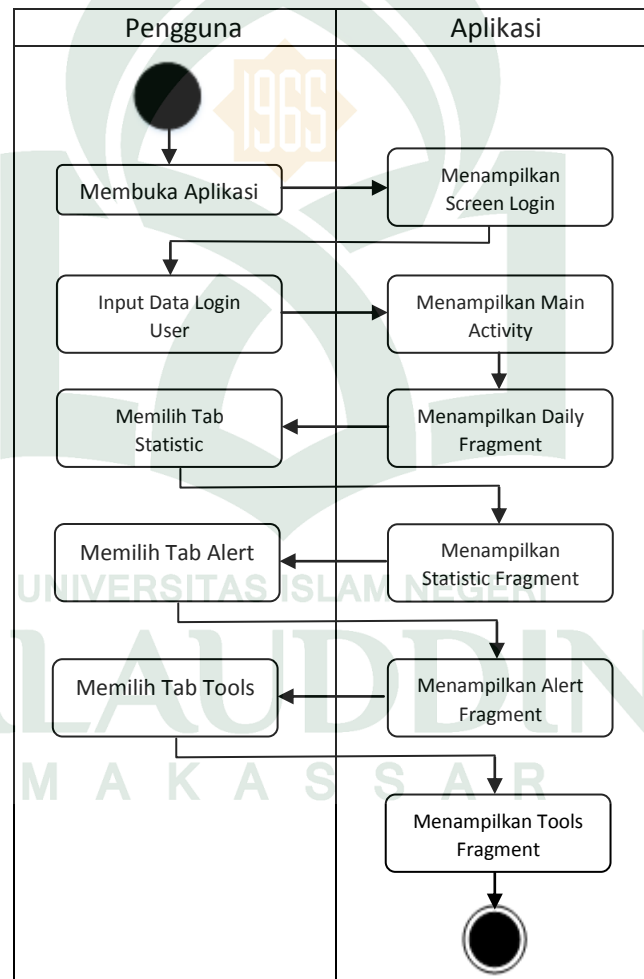 Pengguna
Aplikasi
1965
Membuka Aplikasi
Menampilkan
Screen Login
Input Data Login
User
Menampilkan Main
Activity
Memilih Tab
Statistic
Menampilkan Daily
Fragment
Memilih Tab Alert
Menampilkan
Statistic Fragment
UNIVERSITAS ISLAM NEGERI
Memilih Tab Tools
Menampilkan Alert
Fragment
ALAUDDIN
MAKASSAR
Menampilkan Tools
Fragment